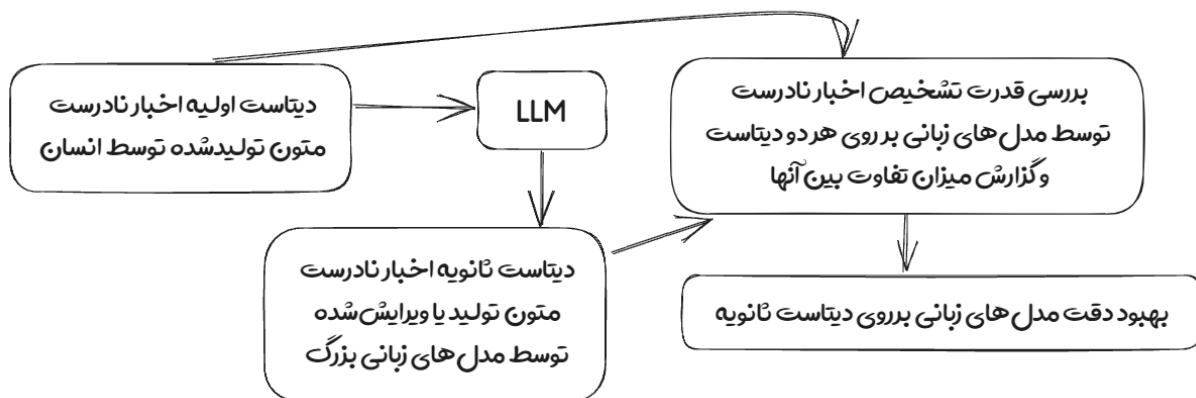 دیتاست اولیه اخبار نادرست
متون تولیدشده توسط انسان
LLM
بررسی قدرت تشخیص اخبار نادرست
توسط مدل‌های زبانی بر روی هر دو دیتاست
و گزارش میزان تفاوت بین آنها
دیتاست ثانویه اخبار نادرست
متون تولید یا ویرایش‌شده
توسط مدل‌های زبانی بزرگ
بهبود دقت مدل‌های زبانی برروی دیتاست ثانویه